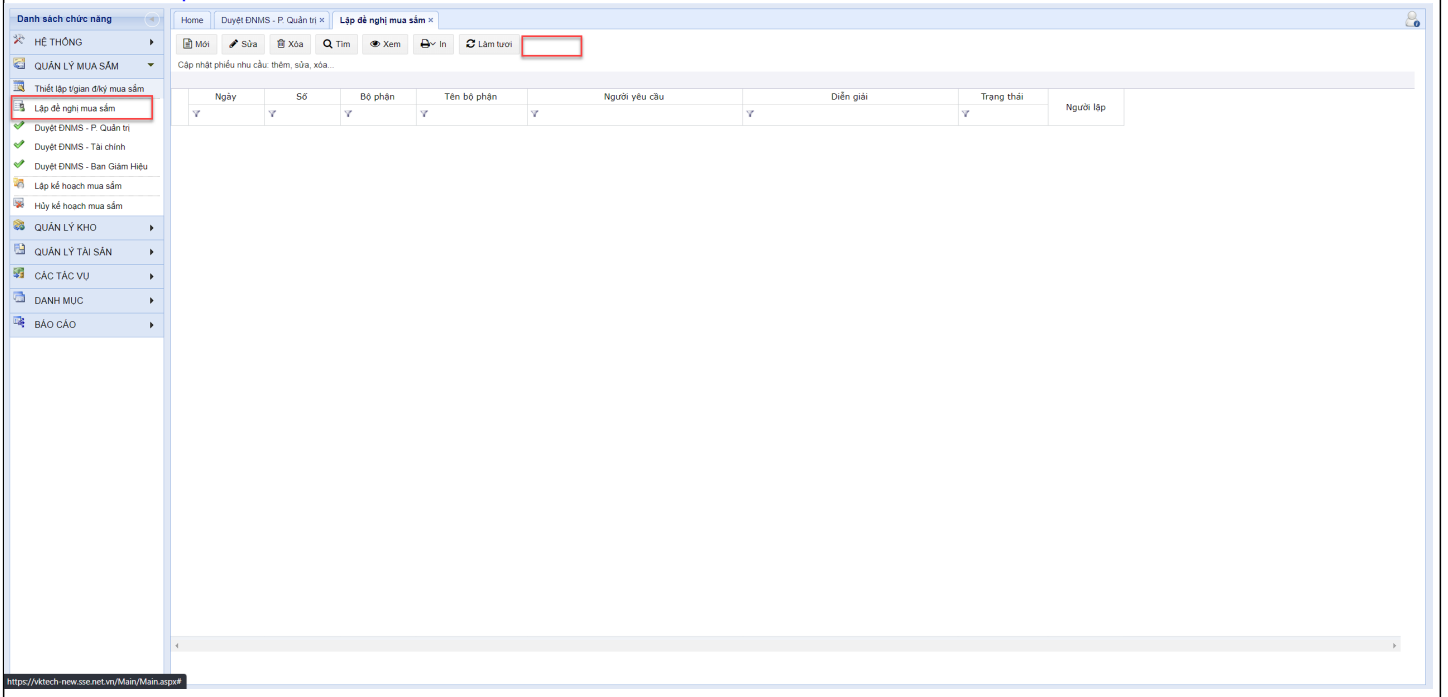 Danh sách chức năng
HỆ THỐNG
QUẢN LÝ MUA SẮM
Thiết lập t/gian đ/ký mua sắm
Lập đề nghị mua sắm
Duyệt ĐNMS - P. Quản trị
Duyệt ĐNMS - Tài chính
Duyệt ĐNMS - Ban Giám Hiệu
Lập kế hoạch mua sắm
Hủy kế hoạch mua sắm
QUẢN LÝ KHO
QUẢN LÝ TÀI SẢN
CÁC TÁC VỤ
DANH MỤC
BÁO CÁO
Home Duyệt ĐNMS - P. Quản trị × Lập đề nghị mua sắm ×
Mới Sửa Xóa Tìm Xem In Làm tươi
Cập nhật phiếu nhu cầu: thêm, sửa, xóa...
Ngày Số Bộ phận Tên bộ phận Người yêu cầu Diễn giải Trạng thái Người lập
https://vktech-new.sse.net.vn/Main/Main.aspx#